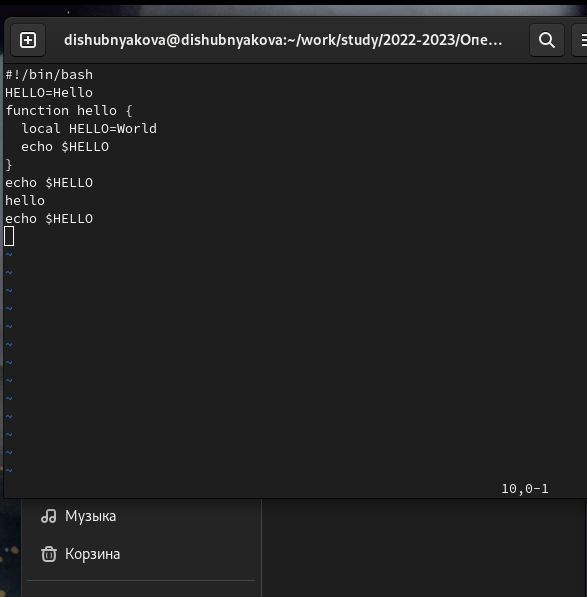 dishubnyakova@dishubnyakova:~/work/study/2022-2023/Опе...
#!/bin/bash
HELLO=Hello
function hello {
  local HELLO=World
  echo $HELLO
}
echo $HELLO
hello
echo $HELLO
~
~
~
~
~
~
~
~
~
~
~
~
~
10,0-1
Музыка
Корзина